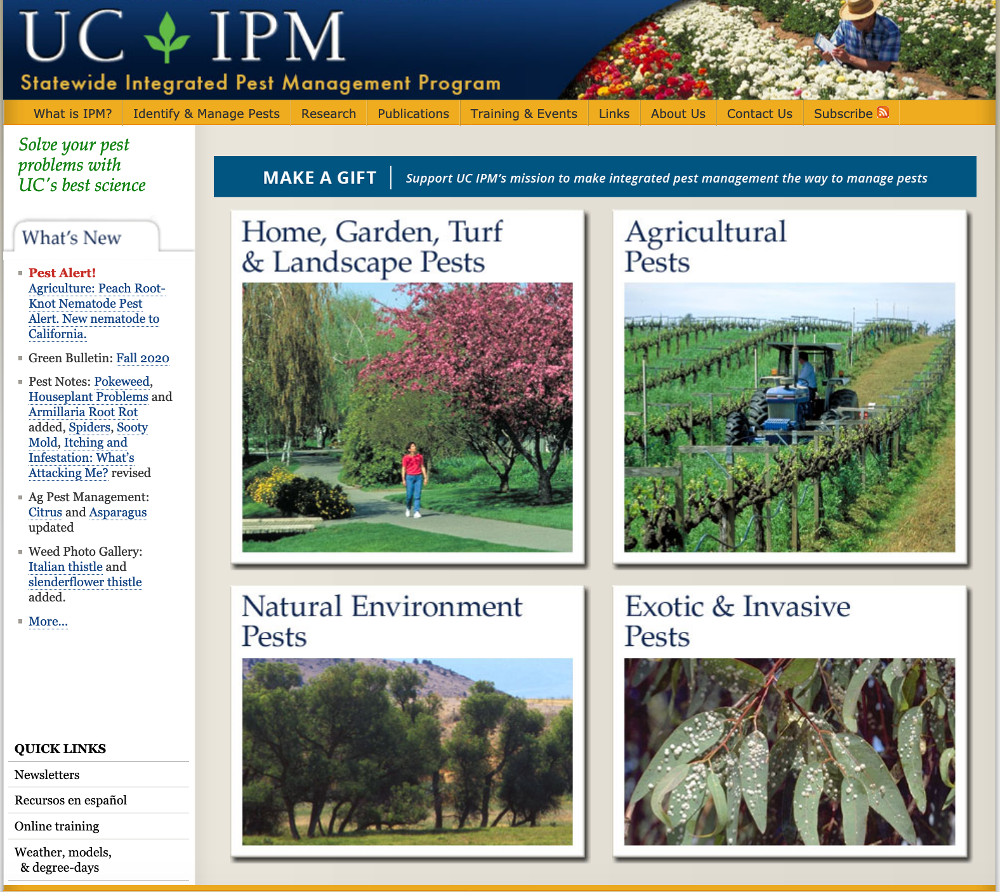 UC IPM
Statewide Integrated Pest Management Program
What is IPM? Identify & Manage Pests Research Publications Training & Events Links About Us Contact Us Subscribe
Solve your pest
problems with
UC's best science
What's New
Pest Alert!
Agriculture: Peach Root-
Knot Nematode Pest
Alert. New nematode to
California.
Green Bulletin: Fall 2020
Pest Notes: Pokeweed,
Houseplant Problems and
Armillaria Root Rot
added, Spiders, Sooty
Mold, Itching and
Infestation: What's
Attacking Me? revised
Ag Pest Management:
Citrus and Asparagus
updated
Weed Photo Gallery:
Italian thistle and
slenderflower thistle
added.
More...
QUICK LINKS
Newsletters
Recursos en español
Online training
Weather, models,
& degree-days
MAKE A GIFT | Support UC IPM's mission to make integrated pest management the way to manage pests
Home, Garden, Turf
& Landscape Pests
Agricultural
Pests
Natural Environment
Pests
Exotic & Invasive
Pests